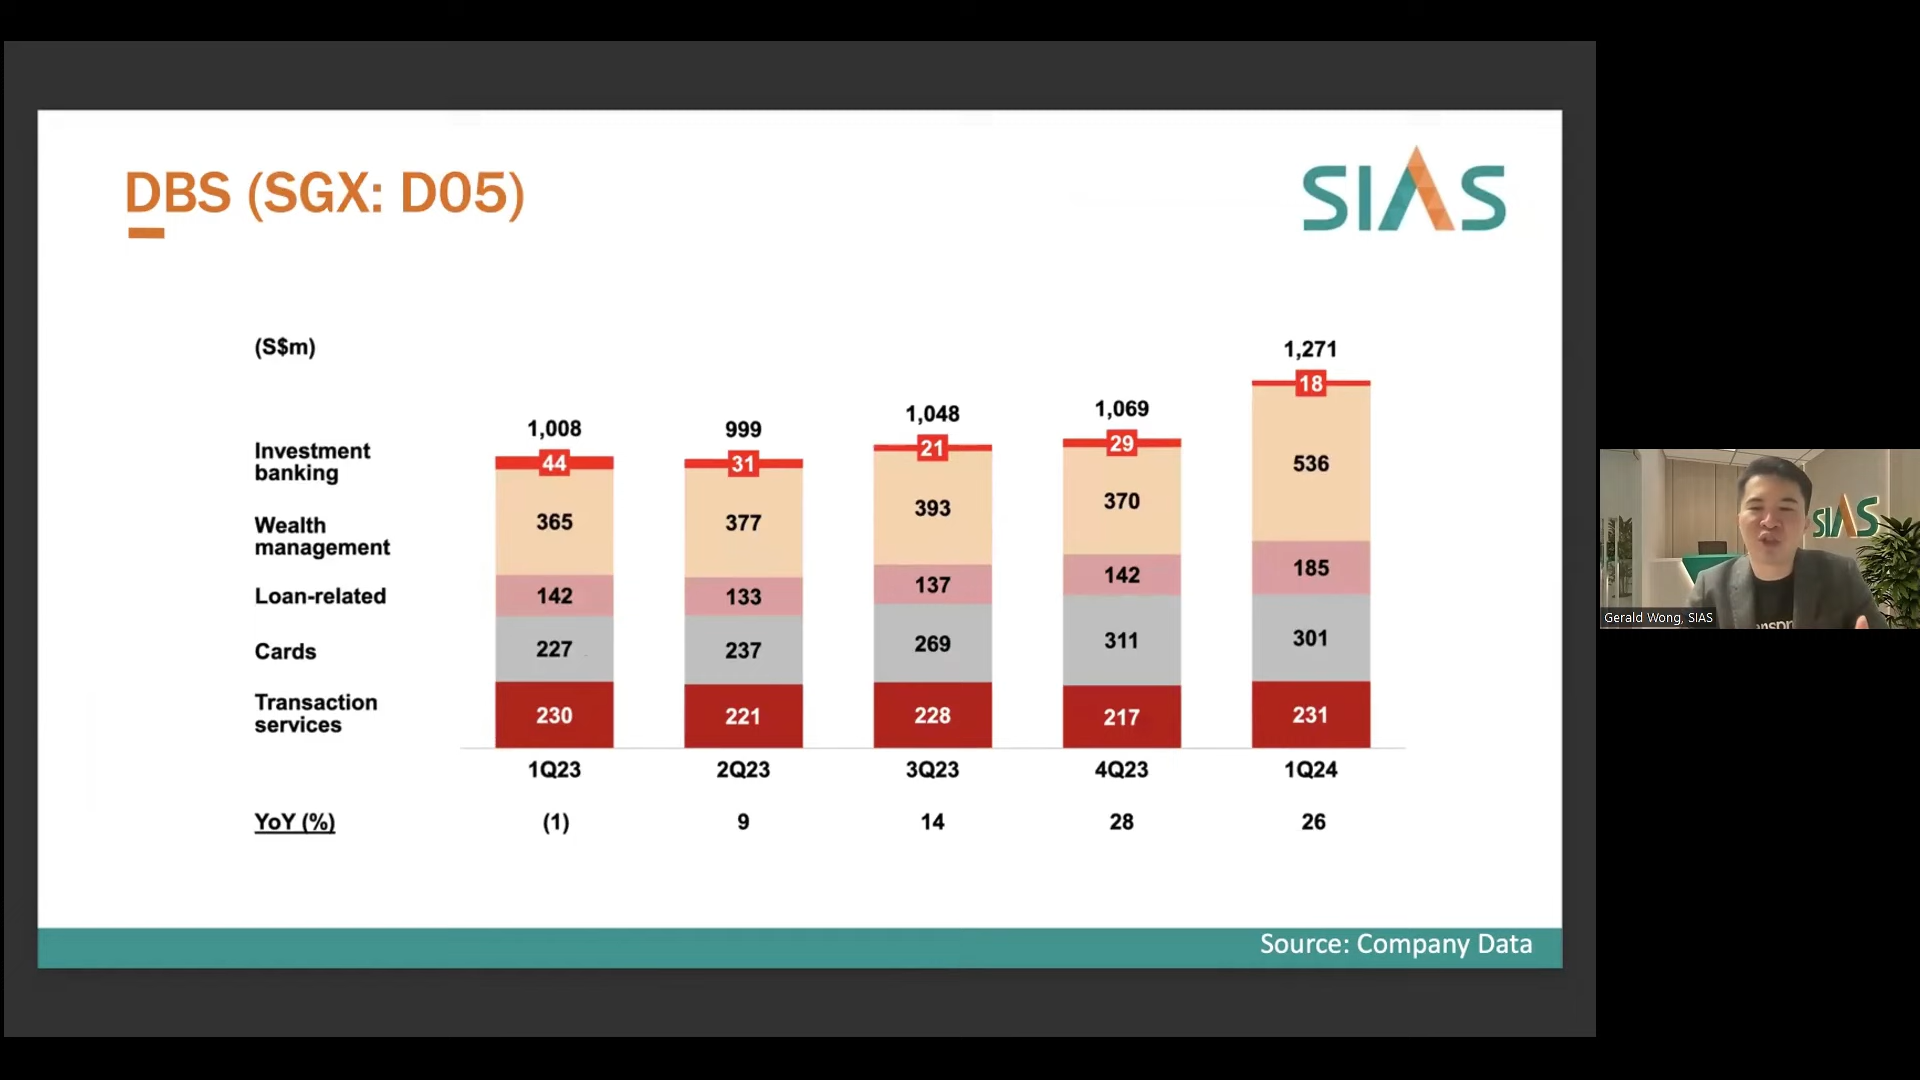 DBS (SGX: D05)
SIAS
(S$m)
1,271
18
1,008
999
1,048
1,069
Investment
banking
44
31
21
29
536
Wealth
management
365
377
393
370
Loan-related
142
133
137
142
185
Cards
227
237
269
311
301
Transaction
services
230
221
228
217
231
1Q23
2Q23
3Q23
4Q23
1Q24
YoY (%)
(1)
9
14
28
26
Source: Company Data
SIAS
Gerald Wong, SIAS